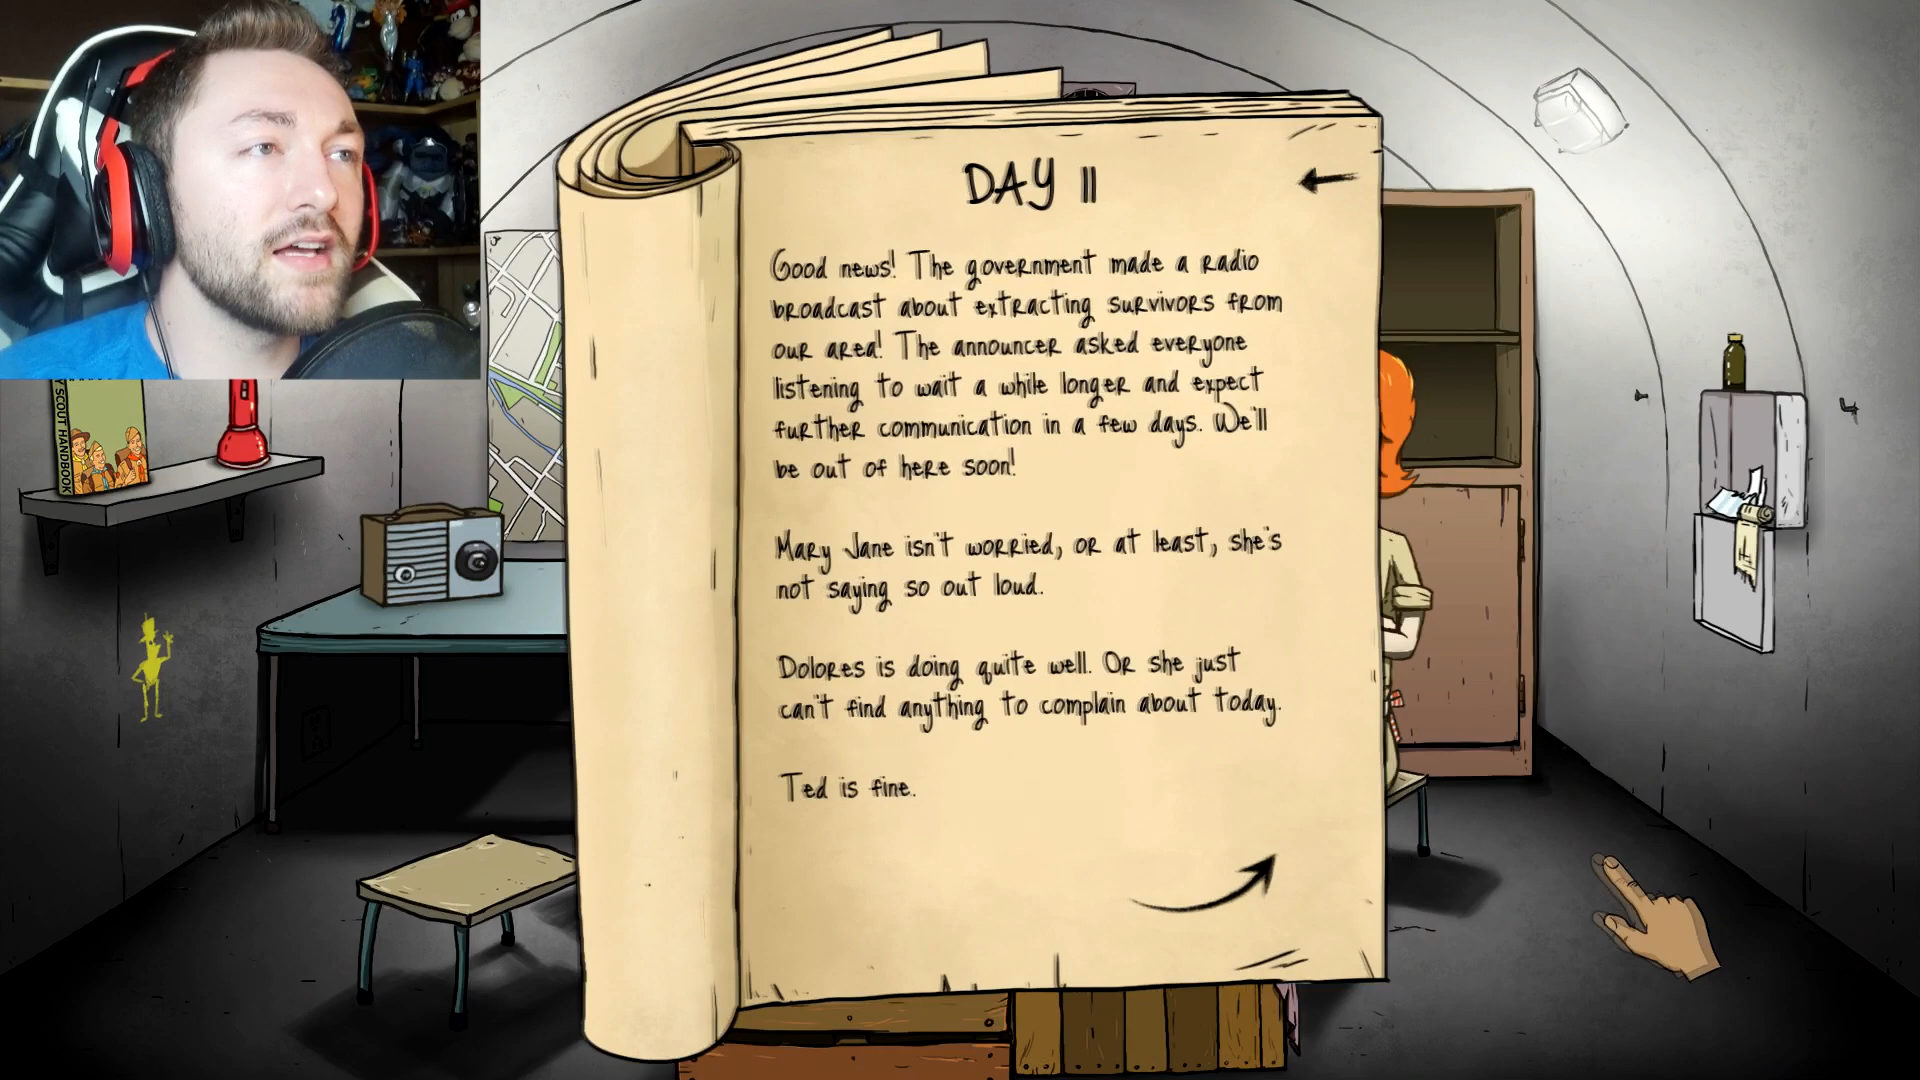 DAY 11
Good news! The government made a radio
broadcast about extracting survivors from
our area! The announcer asked everyone
listening to wait a while longer and expect
further communication in a few days. We'll
be out of here soon!
Mary Jane isn't worried, or at least, she's
not saying so out loud.
Dolores is doing quite well. Or she just
can't find anything to complain about today.
Ted is fine.
Y SCOUT HANDBOOK